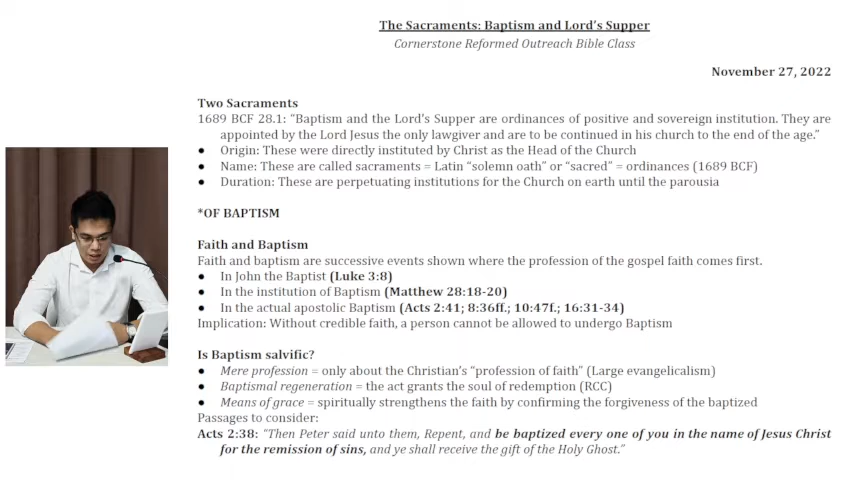 The Sacraments: Baptism and Lord's Supper
Cornerstone Reformed Outreach Bible Class
November 27, 2022
Two Sacraments
1689 BCF 28.1: “Baptism and the Lord's Supper are ordinances of positive and sovereign institution. They are
appointed by the Lord Jesus the only lawgiver and are to be continued in his church to the end of the age.”
● Origin: These were directly instituted by Christ as the Head of the Church
● Name: These are called sacraments = Latin “solemn oath” or “sacred” = ordinances (1689 BCF)
● Duration: These are perpetuating institutions for the Church on earth until the parousia
*OF BAPTISM
Faith and Baptism
Faith and baptism are successive events shown where the profession of the gospel faith comes first.
● In John the Baptist (Luke 3:8)
● In the institution of Baptism (Matthew 28:18-20)
● In the actual apostolic Baptism (Acts 2:41; 8:36ff.; 10:47f.; 16:31-34)
Implication: Without credible faith, a person cannot be allowed to undergo Baptism
Is Baptism salvific?
● Mere profession = only about the Christian's “profession of faith” (Large evangelicalism)
● Baptismal regeneration = the act grants the soul of redemption (RCC)
● Means of grace = spiritually strengthens the faith by confirming the forgiveness of the baptized
Passages to consider:
Acts 2:38: “Then Peter said unto them, Repent, and be baptized every one of you in the name of Jesus Christ
for the remission of sins, and ye shall receive the gift of the Holy Ghost.”